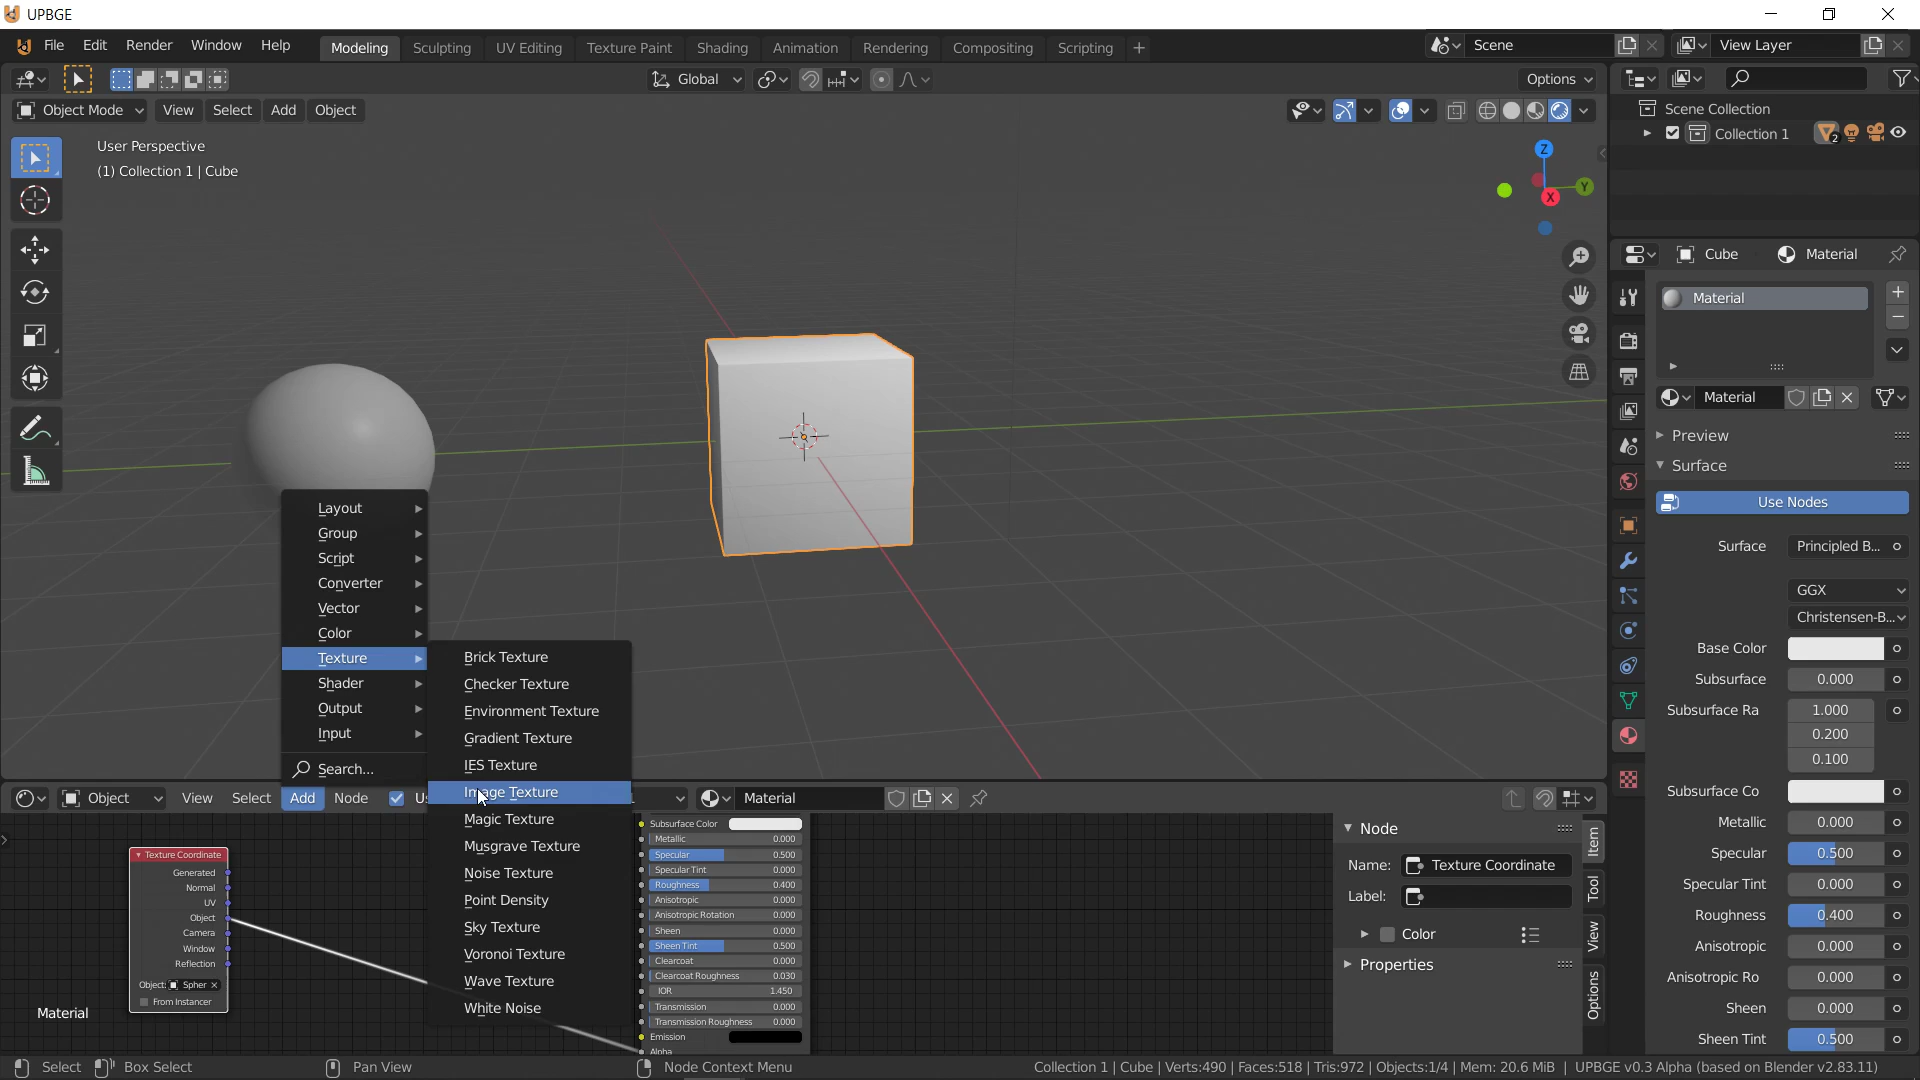 UPBGE
File Edit Render Window Help Modeling Sculpting UV Editing Texture Paint Shading Animation Rendering Compositing Scripting + Scene View Layer
Global Options
Object Mode View Select Add Object
User Perspective
(1) Collection 1 | Cube
Z
Y
X
Scene Collection
Collection 1 2
Cube Material
Material
Material
Preview
Surface
Use Nodes
Surface Principled B...
GGX
Christensen-B...
Base Color
Subsurface 0.000
Subsurface Ra 1.000
0.200
0.100
Subsurface Co
Metallic 0.000
Specular 0.500
Specular Tint 0.000
Roughness 0.400
Anisotropic 0.000
Anisotropic Ro 0.000
Sheen 0.000
Sheen Tint 0.500
Layout
Group
Script
Converter
Vector
Color
Texture
Shader
Output
Input
Search...
Brick Texture
Checker Texture
Environment Texture
Gradient Texture
IES Texture
Image Texture
Magic Texture
Musgrave Texture
Noise Texture
Point Density
Sky Texture
Voronoi Texture
Wave Texture
White Noise
Object View Select Add Node Material
Texture Coordinate
Generated
Normal
UV
Object
Camera
Window
Reflection
Object: Spher
From Instancer
Material
Subsurface Color
Metallic 0.000
Specular 0.500
Specular Tint 0.000
Roughness 0.400
Anisotropic 0.000
Anisotropic Rotation 0.000
Sheen 0.000
Sheen Tint 0.500
Clearcoat 0.000
Clearcoat Roughness 0.030
IOR 1.450
Transmission 0.000
Transmission Roughness 0.000
Emission
Alpha
Node
Name: Texture Coordinate
Label:
Color
Properties
Item
Tool
View
Options
Select Box Select Pan View Node Context Menu Collection 1 | Cube | Verts:490 | Faces:518 | Tris:972 | Objects:1/4 | Mem: 20.6 MiB | UPBGE v0.3 Alpha (based on Blender v2.83.11)